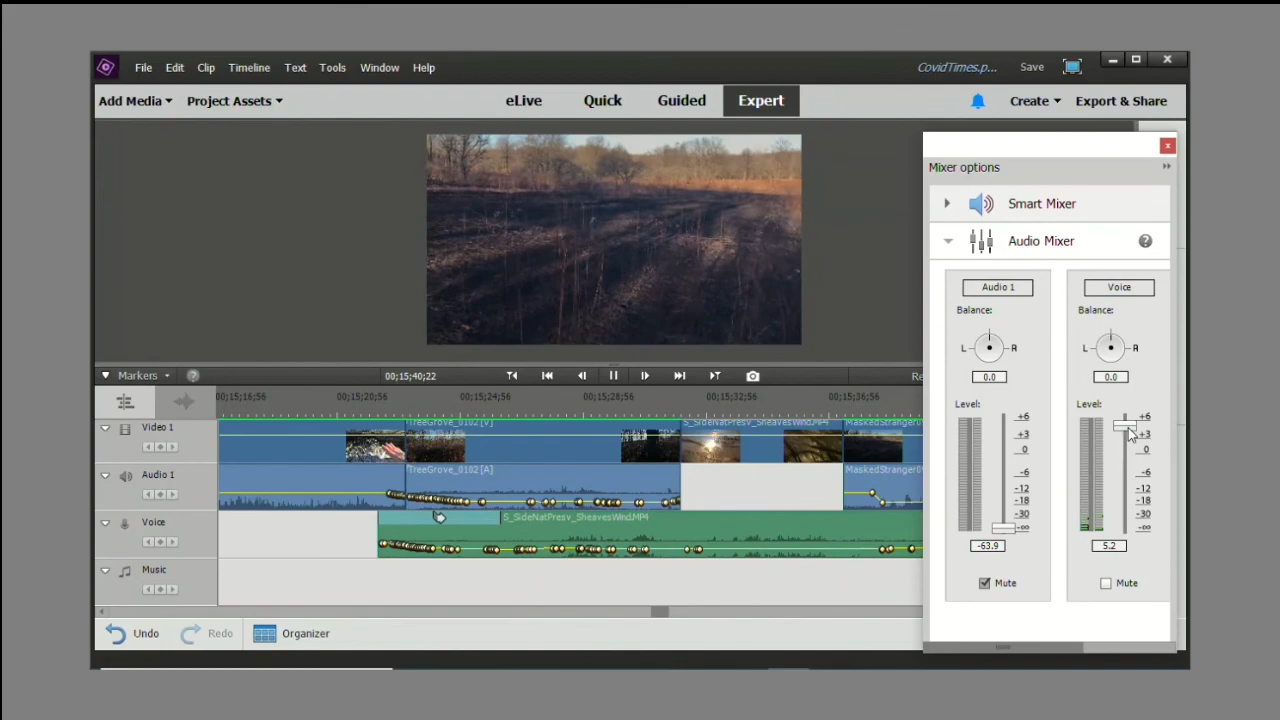 File Edit Clip Timeline Text Tools Window Help CovidTimes.p... Save
Add Media Project Assets eLive Quick Guided Expert Create Export & Share
Mixer options
Smart Mixer
Audio Mixer
Audio 1 Voice
Balance: Balance:
L R L R
0.0 0.0
Level: Level:
+6 +6
+3 +3
0 0
-6 -6
-12 -12
-18 -18
-30 -30
-∞ -∞
-63.9 5.2
Mute Mute
Markers 00;15;40;22 Re
00;15;16;56 00;15;20;56 00;15;24;56 00;15;28;56 00;15;32;56 00;15;36;56
Video 1 TreeGrove_0102 [V] S_SideNatPresv_SheavesWind.MP4 MaskedStranger0
Audio 1 TreeGrove_0102 [A] MaskedStranger0
Voice S_SideNatPresv_SheavesWind.MP4
Music
Undo Redo Organizer